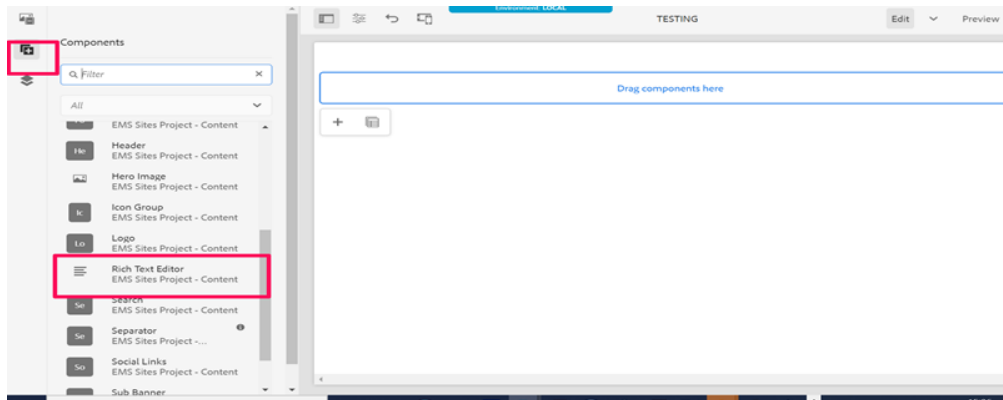 Environment: LOCAL
TESTING
Edit
Preview
Components
Filter
All
EMS Sites Project - Content
He
Header
EMS Sites Project - Content
Hero Image
EMS Sites Project - Content
Ic
Icon Group
EMS Sites Project - Content
Lo
Logo
EMS Sites Project - Content
Rich Text Editor
EMS Sites Project - Content
Se
Search
EMS Sites Project - Content
Se
Separator
EMS Sites Project -...
So
Social Links
EMS Sites Project - Content
Sub Banner
Drag components here